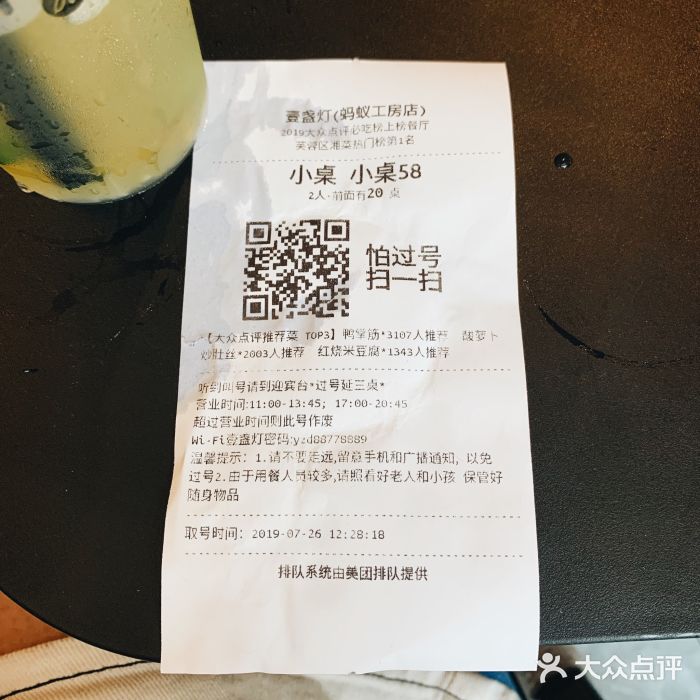 壹盏灯(蚂蚁工房店)
2019大众点评必吃榜上榜餐厅
芙蓉区湘菜热门榜第1名
小桌 小桌58
2人·前面有20 桌
怕过号
扫一扫
【大众点评推荐菜 TOP3】鸭掌筋*3107人推荐 酸萝卜
炒肚丝*2003人推荐 红烧米豆腐*1343人推荐
听到叫号请到迎宾台*过号延三桌*
营业时间:11:00-13:45; 17:00-20:45
超过营业时间则此号作废
Wi-Fi壹盏灯密码:yzd88778889
温馨提示: 1.请不要走远,留意手机和广播通知, 以免
过号2.由于用餐人员较多,请照看好老人和小孩 保管好
随身物品
取号时间: 2019-07-26 12:28:18
排队系统由美团排队提供
大众点评